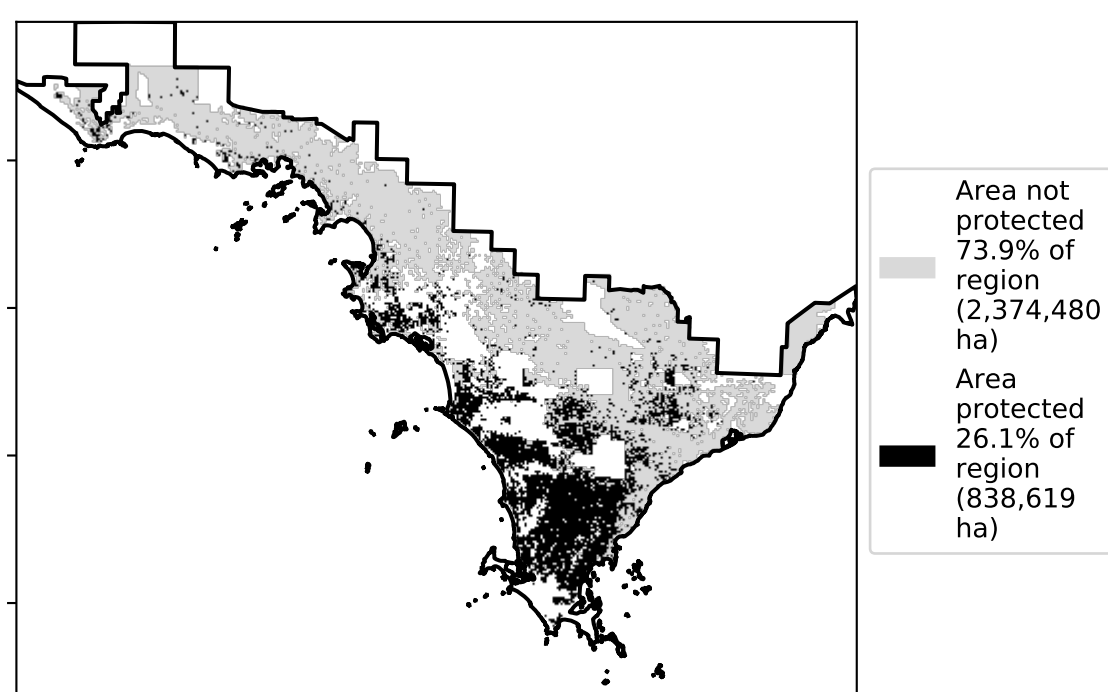 Area not
protected
73.9% of
region
(2,374,480
ha)
Area
protected
26.1% of
region
(838,619
ha)